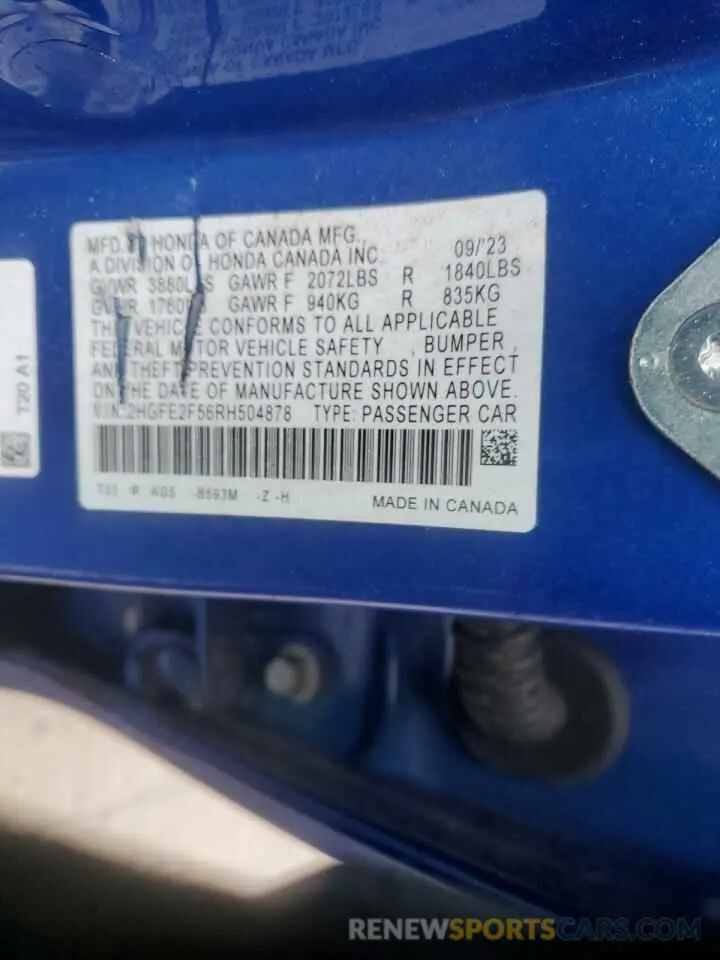 MFD. BY HONDA OF CANADA MFG.,
A DIVISION OF HONDA CANADA INC. 09/'23
GVWR 3880LBS GAWR F 2072LBS R 1840LBS
GVWR 1760KG GAWR F 940KG R 835KG
THIS VEHICLE CONFORMS TO ALL APPLICABLE
FEDERAL MOTOR VEHICLE SAFETY , BUMPER ,
AND THEFT PREVENTION STANDARDS IN EFFECT
ON THE DATE OF MANUFACTURE SHOWN ABOVE.
VIN: 2HGFE2F56RH504878 TYPE: PASSENGER CAR
B593M -Z -H MADE IN CANADA
T20 A1
RENEWSPORTSCARS.COM